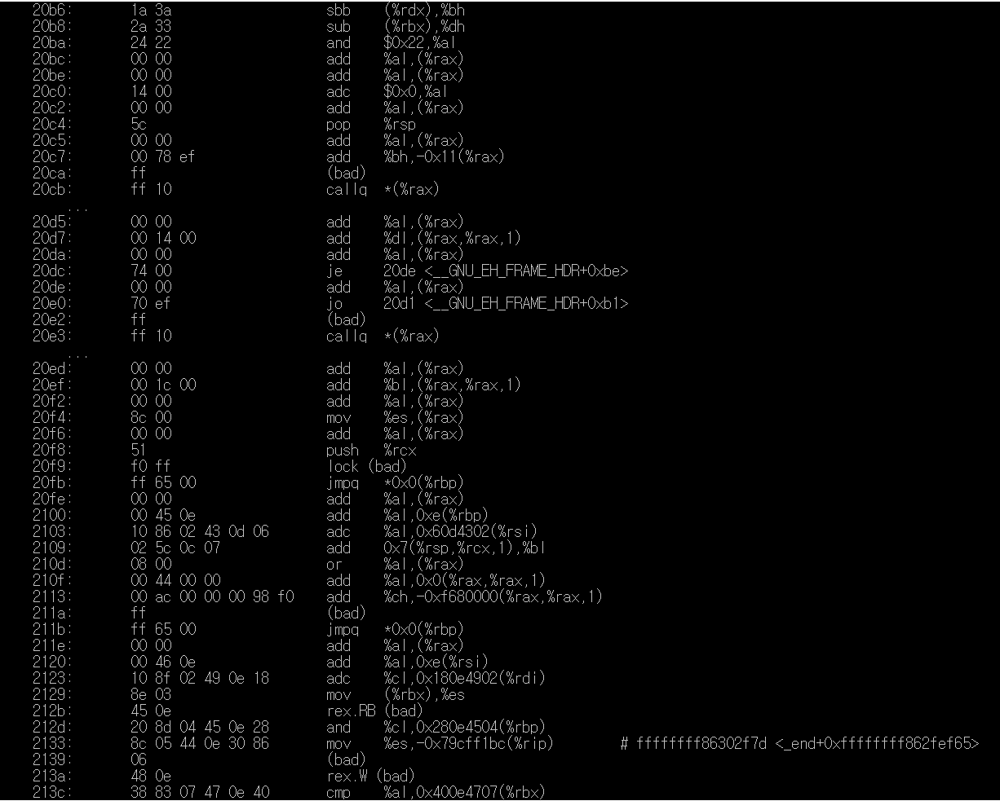 20b6: 1a 3a sbb (%rdx),%bh
20b8: 2a 33 sub (%rbx),%dh
20ba: 24 22 and $0x22,%al
20bc: 00 00 add %al,(%rax)
20be: 00 00 add %al,(%rax)
20c0: 14 00 adc $0x0,%al
20c2: 00 00 add %al,(%rax)
20c4: 5c pop %rsp
20c5: 00 00 add %al,(%rax)
20c7: 00 78 ef add %bh,-0x11(%rax)
20ca: ff (bad)
20cb: ff 10 callq *(%rax)
...
20d5: 00 00 add %al,(%rax)
20d7: 00 14 00 add %dl,(%rax,%rax,1)
20da: 00 00 add %al,(%rax)
20dc: 74 00 je 20de <__GNU_EH_FRAME_HDR+0xbe>
20de: 00 00 add %al,(%rax)
20e0: 70 ef jo 20d1 <__GNU_EH_FRAME_HDR+0xb1>
20e2: ff (bad)
20e3: ff 10 callq *(%rax)
...
20ed: 00 00 add %al,(%rax)
20ef: 00 1c 00 add %bl,(%rax,%rax,1)
20f2: 00 00 add %al,(%rax)
20f4: 8c 00 mov %es,(%rax)
20f6: 00 00 add %al,(%rax)
20f8: 51 push %rcx
20f9: f0 ff lock (bad)
20fb: ff 65 00 jmpq *0x0(%rbp)
20fe: 00 00 add %al,(%rax)
2100: 00 45 0e add %al,0xe(%rbp)
2103: 10 86 02 43 0d 06 adc %al,0x60d4302(%rsi)
2109: 02 5c 0c 07 add 0x7(%rsp,%rcx,1),%bl
210d: 08 00 or %al,(%rax)
210f: 00 44 00 00 add %al,0x0(%rax,%rax,1)
2113: 00 ac 00 00 00 98 f0 add %ch,-0xf680000(%rax,%rax,1)
211a: ff (bad)
211b: ff 65 00 jmpq *0x0(%rbp)
211e: 00 00 add %al,(%rax)
2120: 00 46 0e add %al,0xe(%rsi)
2123: 10 8f 02 49 0e 18 adc %cl,0x180e4902(%rdi)
2129: 8e 03 mov (%rbx),%es
212b: 45 0e rex.RB (bad)
212d: 20 8d 04 45 0e 28 and %cl,0x280e4504(%rbp)
2133: 8c 05 44 0e 30 86 mov %es,-0x79cff1bc(%rip) # ffffffff86302f7d <_end+0xffffffff862fef65>
2139: 06 (bad)
213a: 48 0e rex.W (bad)
213c: 38 83 07 47 0e 40 cmp %al,0x400e4707(%rbx)